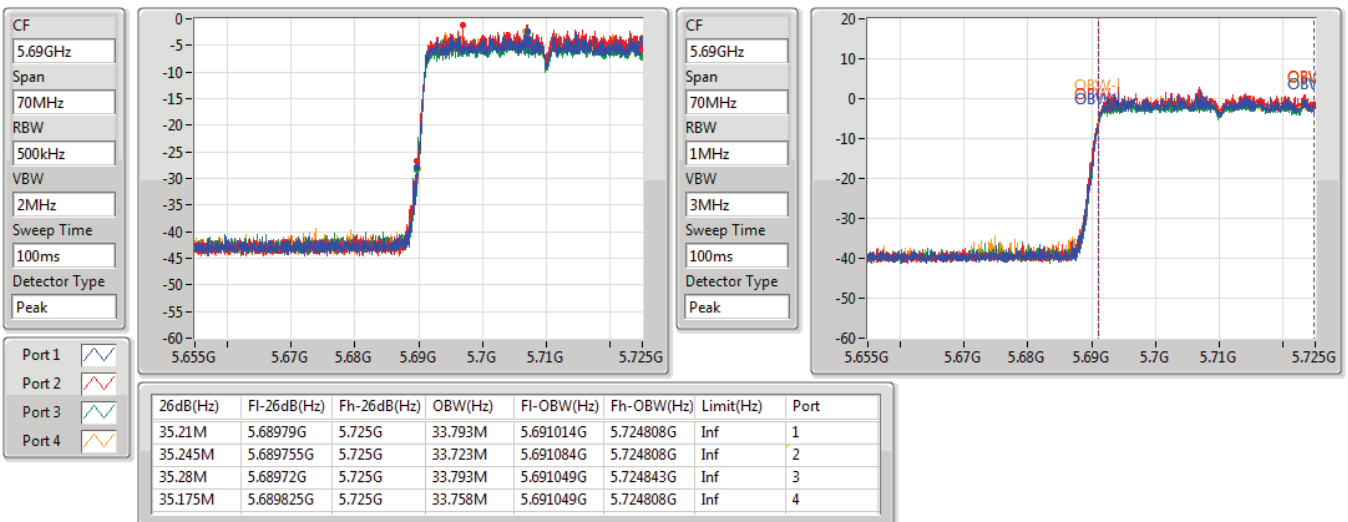 CF
5.69GHz
Span
70MHz
RBW
500kHz
VBW
2MHz
Sweep Time
100ms
Detector Type
Peak
0
-5
-10
-15
-20
-25
-30
-35
-40
-45
-50
-55
-60
5.655G 5.67G 5.68G 5.69G 5.7G 5.71G 5.725G
CF
5.69GHz
Span
70MHz
RBW
1MHz
VBW
3MHz
Sweep Time
100ms
Detector Type
Peak
20
10
0
-10
-20
-30
-40
-50
-60
5.655G 5.67G 5.68G 5.69G 5.7G 5.71G 5.725G
Port 1
Port 2
Port 3
Port 4
26dB(Hz) Fl-26dB(Hz) Fh-26dB(Hz) OBW(Hz) Fl-OBW(Hz) Fh-OBW(Hz) Limit(Hz) Port
35.21M 5.68979G 5.725G 33.793M 5.691014G 5.724808G Inf 1
35.245M 5.689755G 5.725G 33.723M 5.691084G 5.724808G Inf 2
35.28M 5.68972G 5.725G 33.793M 5.691049G 5.724843G Inf 3
35.175M 5.689825G 5.725G 33.758M 5.691049G 5.724808G Inf 4